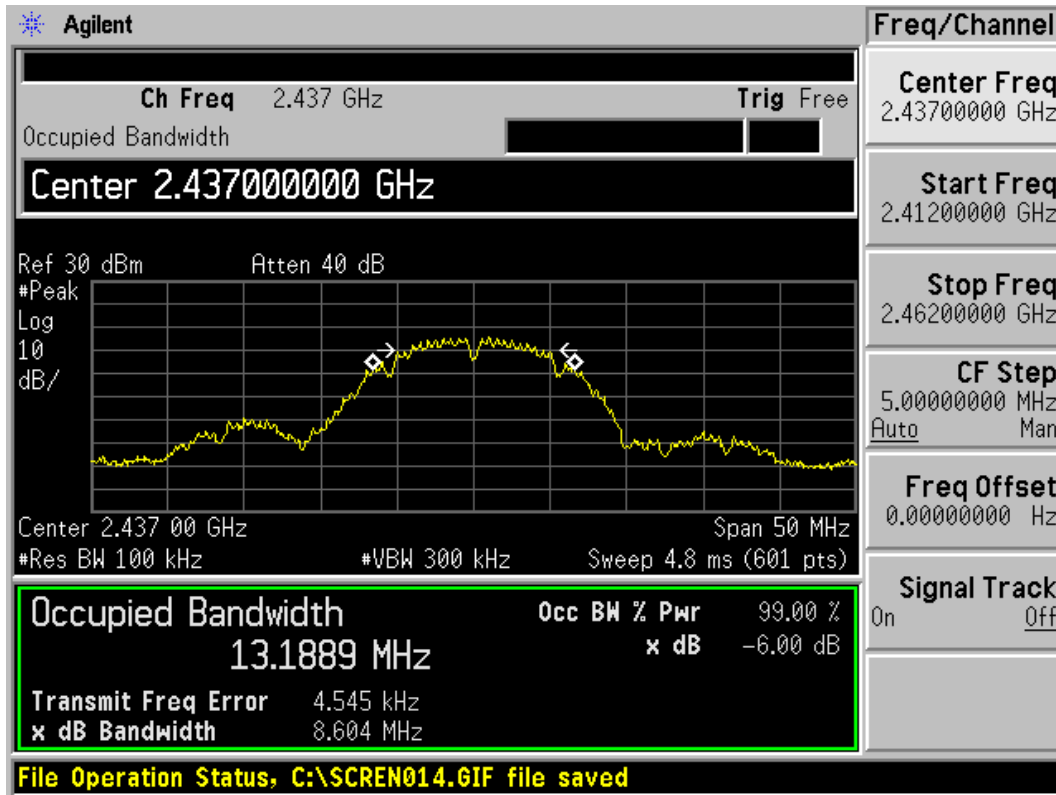 Agilent
Freq/Channel
Ch Freq 2.437 GHz Trig Free
Occupied Bandwidth
Center 2.437000000 GHz
Ref 30 dBm Atten 40 dB
#Peak
Log
10
dB/
Center 2.437 00 GHz Span 50 MHz
#Res BW 100 kHz #VBW 300 kHz Sweep 4.8 ms (601 pts)
Occupied Bandwidth
13.1889 MHz
Occ BW % Pwr 99.00 %
x dB -6.00 dB
Transmit Freq Error 4.545 kHz
x dB Bandwidth 8.604 MHz
File Operation Status, C:\SCREN014.GIF file saved
Center Freq
2.43700000 GHz
Start Freq
2.41200000 GHz
Stop Freq
2.46200000 GHz
CF Step
5.00000000 MHz
Auto Man
Freq Offset
0.00000000 Hz
Signal Track
On Off